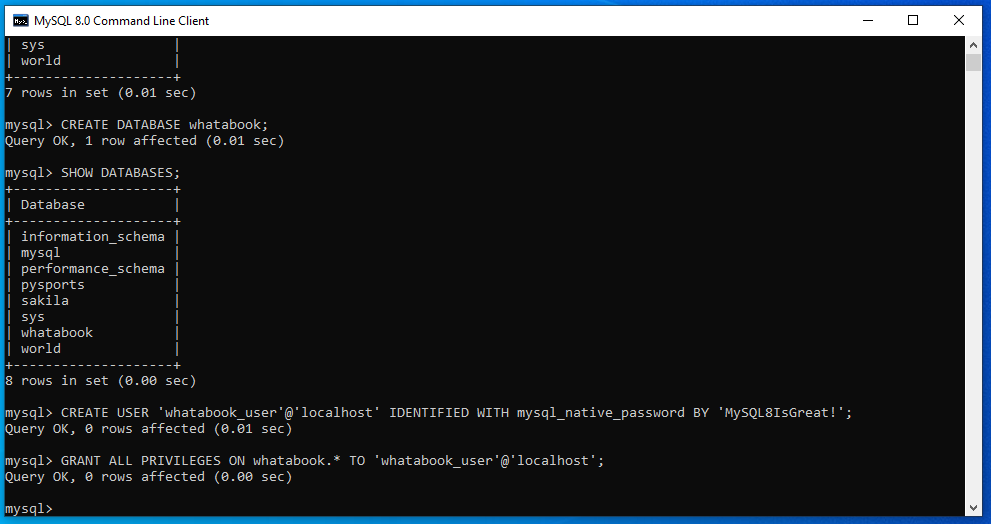 MySQL 8.0 Command Line Client
| sys                |
| world              |
+--------------------+
7 rows in set (0.01 sec)
mysql> CREATE DATABASE whatabook;
Query OK, 1 row affected (0.01 sec)
mysql> SHOW DATABASES;
+--------------------+
| Database           |
+--------------------+
| information_schema |
| mysql              |
| performance_schema |
| pysports           |
| sakila             |
| sys                |
| whatabook          |
| world              |
+--------------------+
8 rows in set (0.00 sec)
mysql> CREATE USER 'whatabook_user'@'localhost' IDENTIFIED WITH mysql_native_password BY 'MySQL8IsGreat!';
Query OK, 0 rows affected (0.01 sec)
mysql> GRANT ALL PRIVILEGES ON whatabook.* TO 'whatabook_user'@'localhost';
Query OK, 0 rows affected (0.00 sec)
mysql>